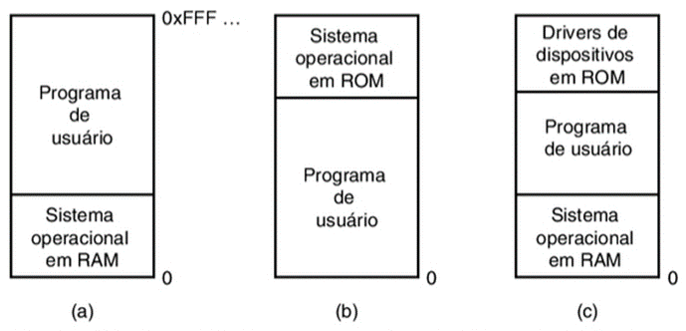 0xFFF ...
Programa
de
usuário
Sistema
operacional
em RAM
0
(a)
Sistema
operacional
em ROM
Programa
de
usuário
0
(b)
Drivers de
dispositivos
em ROM
Programa
de usuário
Sistema
operacional
em RAM
0
(c)